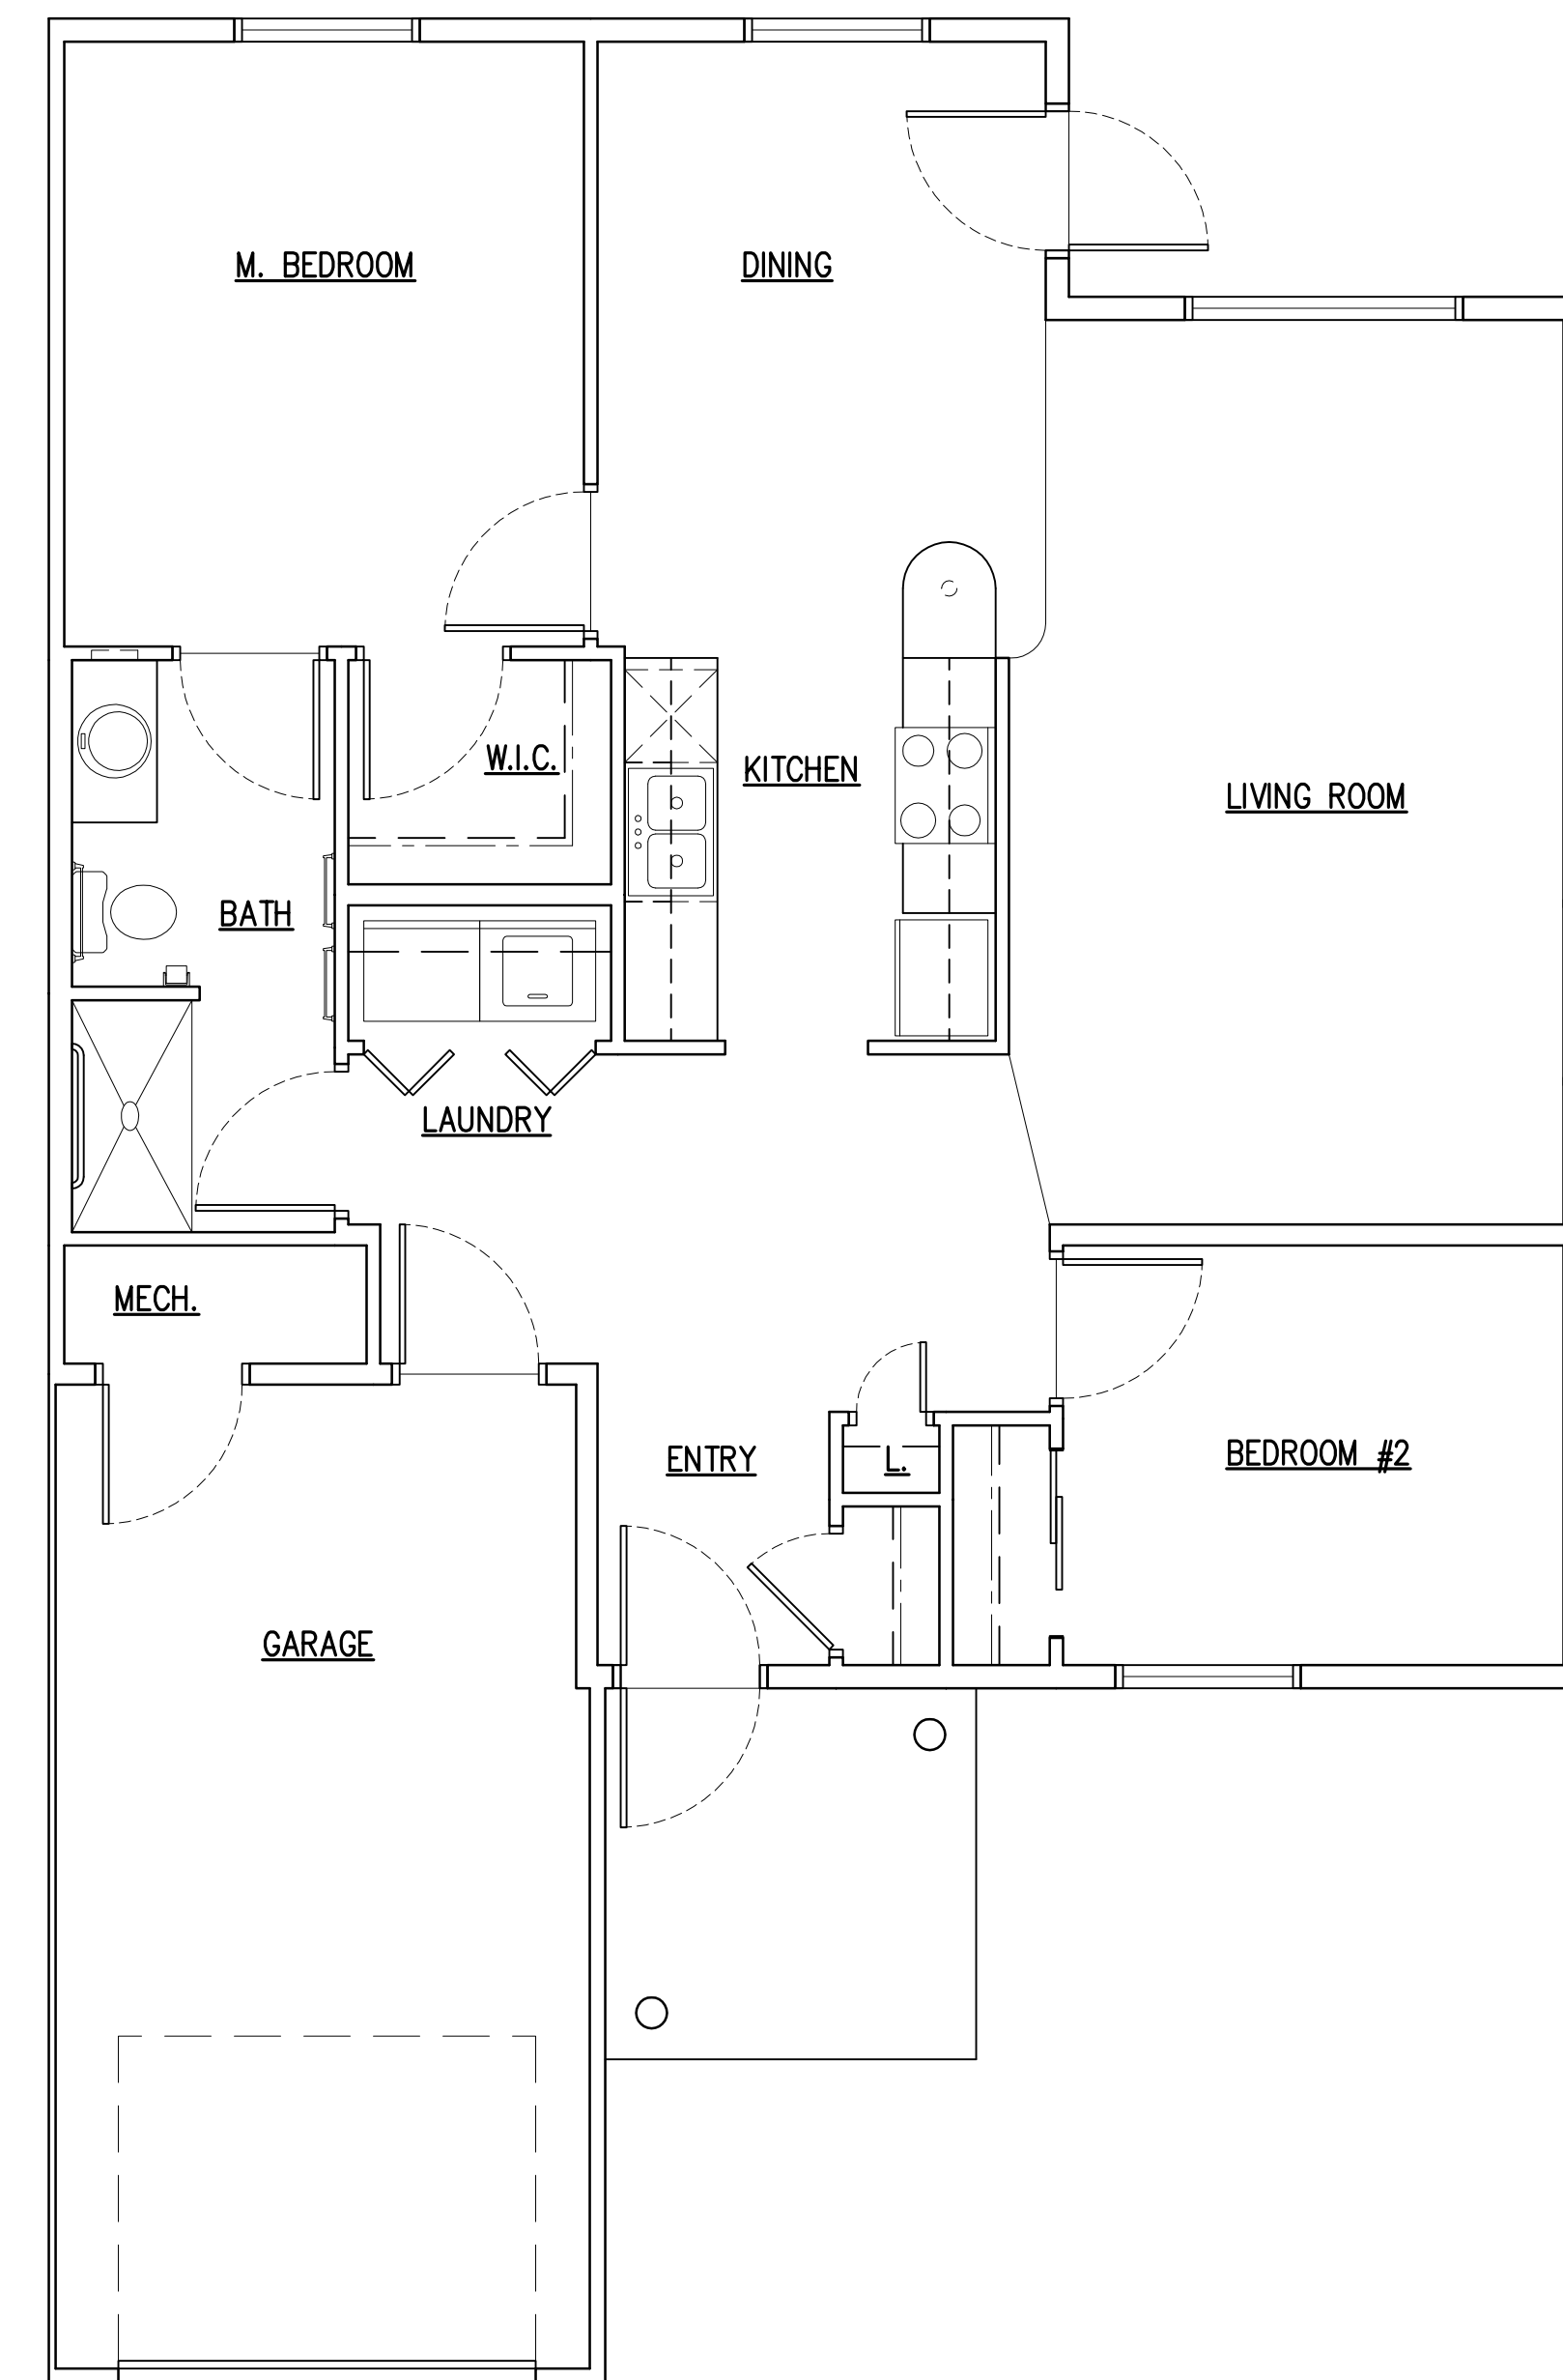 M. BEDROOM
DINING
W.I.C.
KITCHEN
LIVING ROOM
BATH
LAUNDRY
MECH.
ENTRY
L.
BEDROOM #2
GARAGE